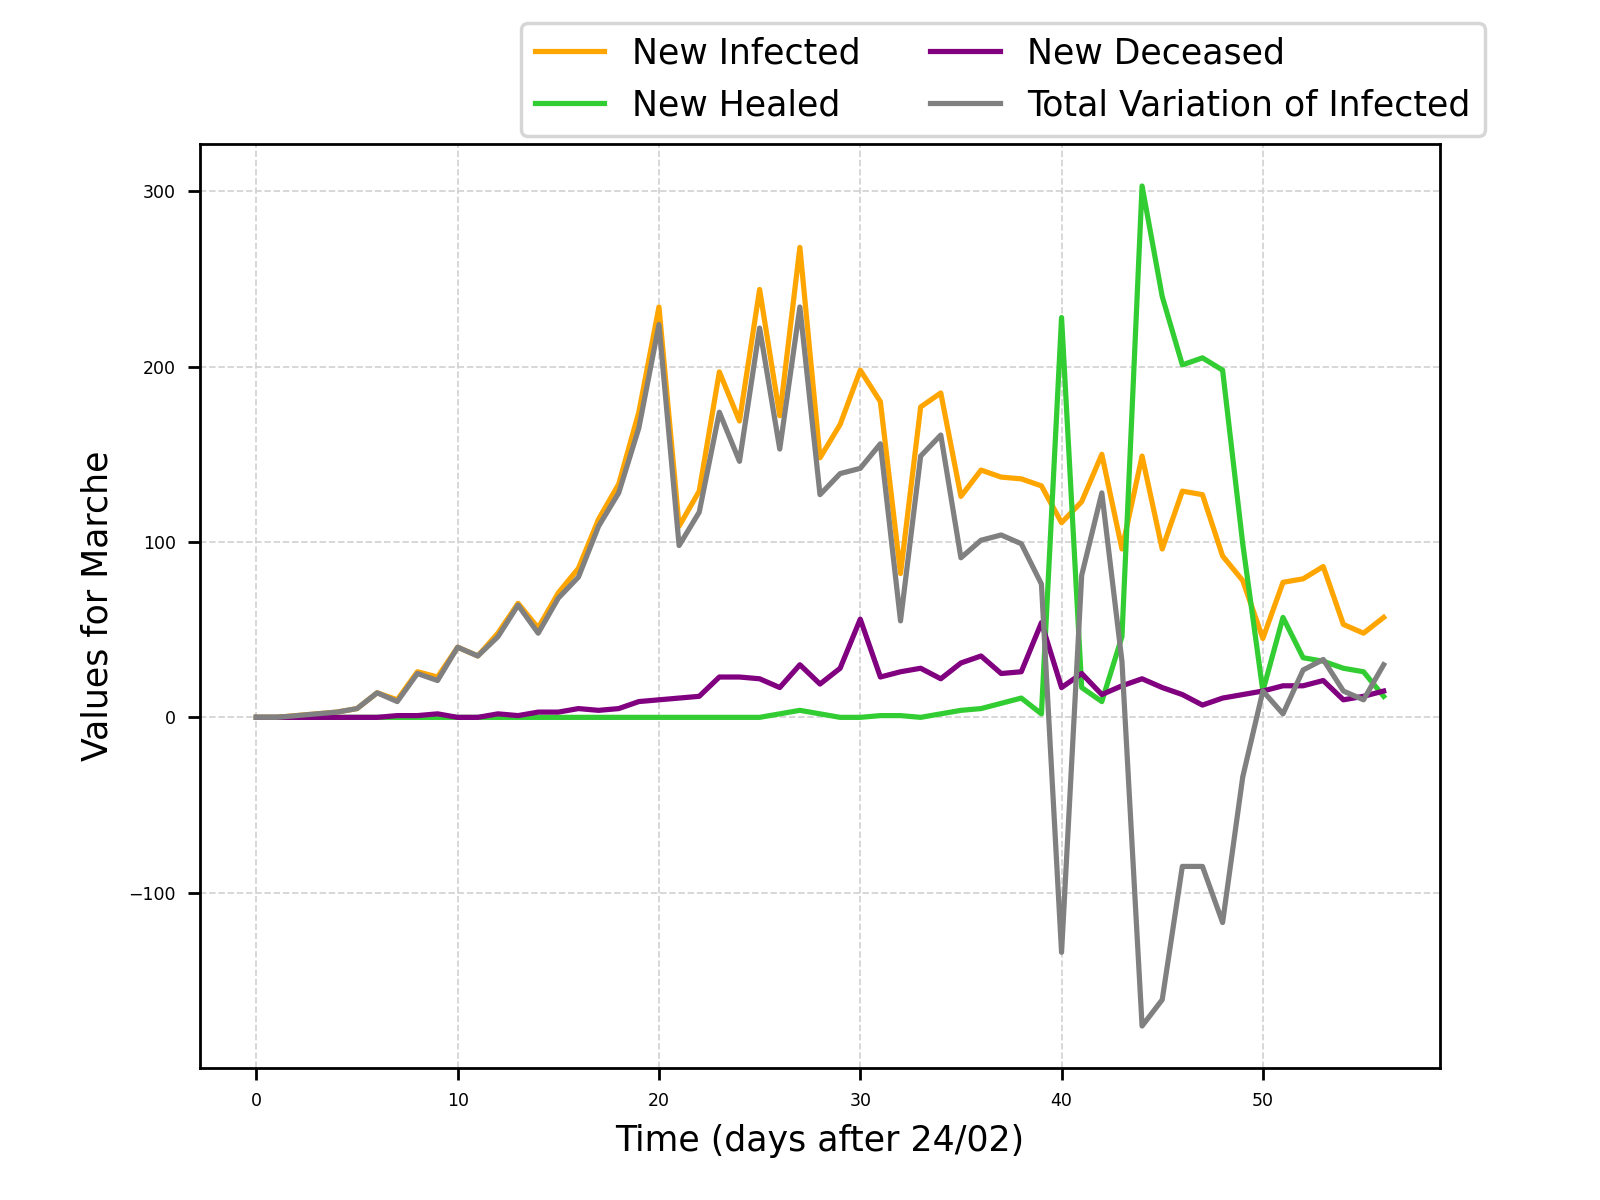 New Infected
New Healed
New Deceased
Total Variation of Infected
Values for Marche
300
200
100
0
−100
0 10 20 30 40 50
Time (days after 24/02)